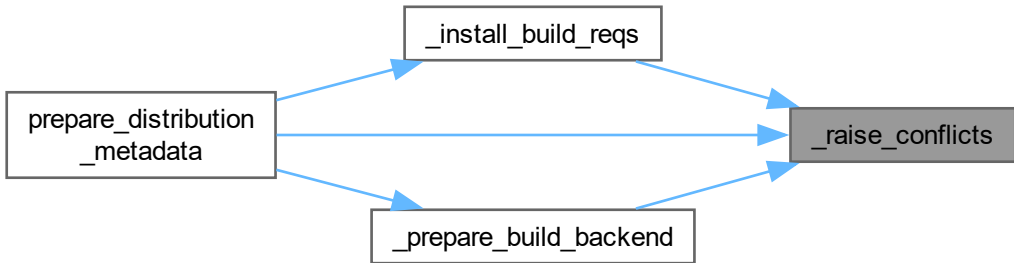 _install_build_reqs
prepare_distribution
_metadata
_raise_conflicts
_prepare_build_backend